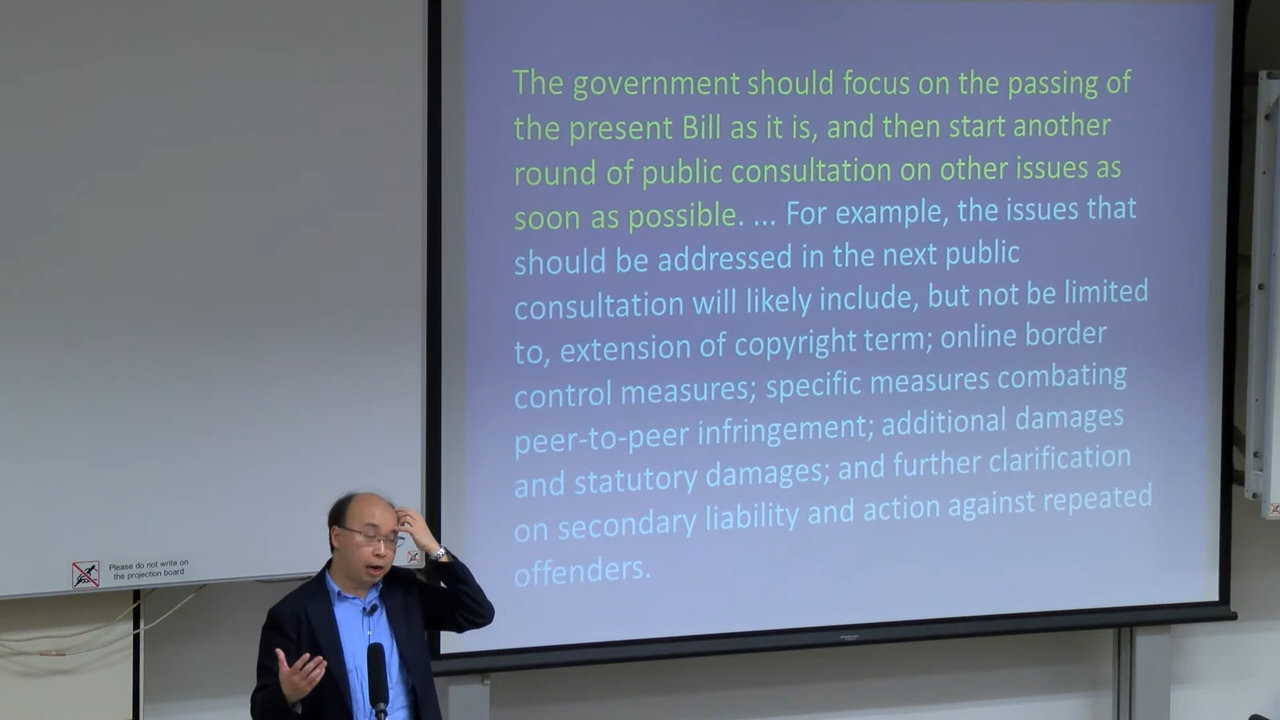 The government should focus on the passing of
the present Bill as it is, and then start another
round of public consultation on other issues as
soon as possible. ... For example, the issues that
should be addressed in the next public
consultation will likely include, but not be limited
to, extension of copyright term; online border
control measures; specific measures combating
peer-to-peer infringement; additional damages
and statutory damages; and further clarification
on secondary liability and action against repeated
offenders.
Please do not write on
the projection board